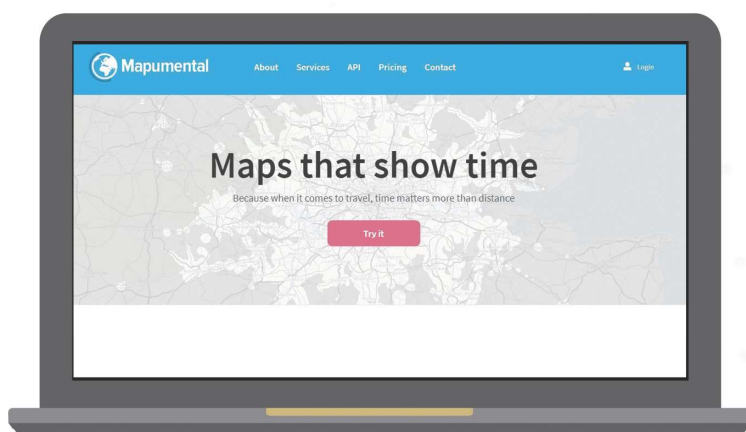 Mapumental
About Services API Pricing Contact
Login
Maps that show time
Because when it comes to travel, time matters more than distance
Try it